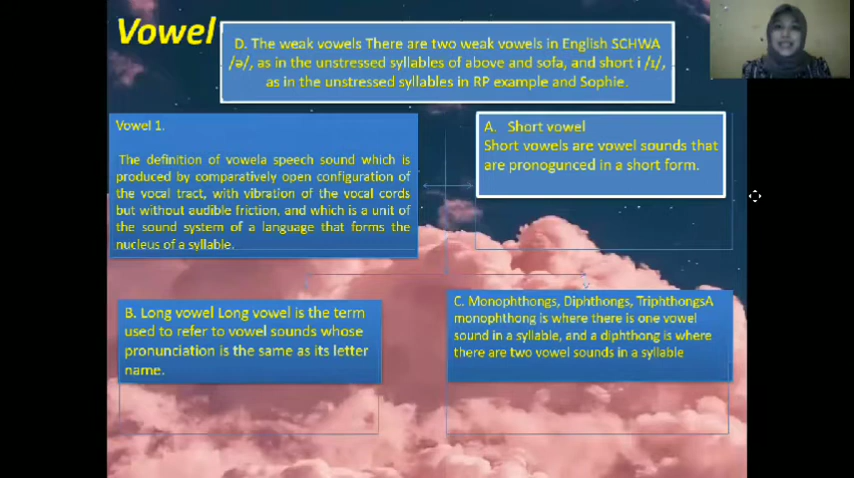 Vowel
D. The weak vowels There are two weak vowels in English SCHWA
/ə/, as in the unstressed syllables of above and sofa, and short i /ɪ/,
as in the unstressed syllables in RP example and Sophie.
Vowel 1.
The definition of vowela speech sound which is
produced by comparatively open configuration of
the vocal tract, with vibration of the vocal cords
but without audible friction, and which is a unit of
the sound system of a language that forms the
nucleus of a syllable.
A. Short vowel
Short vowels are vowel sounds that
are pronogunced in a short form.
B. Long vowel Long vowel is the term
used to refer to vowel sounds whose
pronunciation is the same as its letter
name.
C. Monophthongs, Diphthongs, TriphthongsA
monophthong is where there is one vowel
sound in a syllable, and a diphthong is where
there are two vowel sounds in a syllable